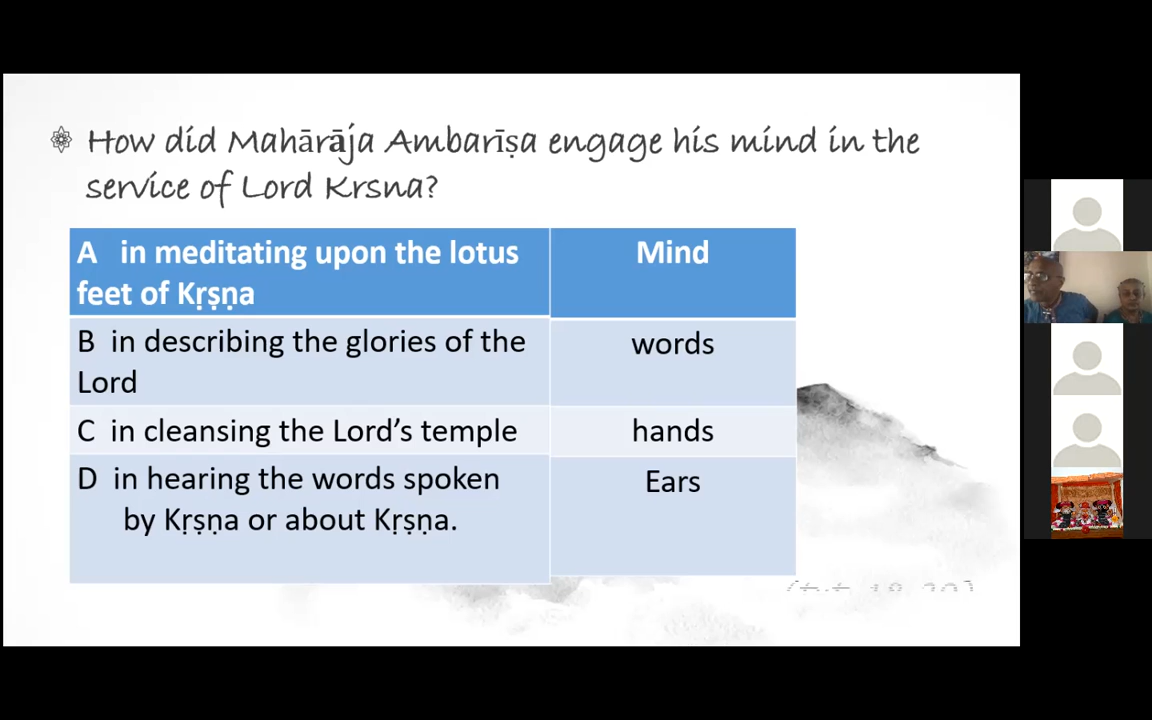 How did Mahārāja Ambarīṣa engage his mind in the
service of Lord Krsna?
A in meditating upon the lotus
feet of Kṛṣṇa
Mind
B in describing the glories of the
Lord
words
C in cleansing the Lord’s temple
hands
D in hearing the words spoken
by Kṛṣṇa or about Kṛṣṇa.
Ears